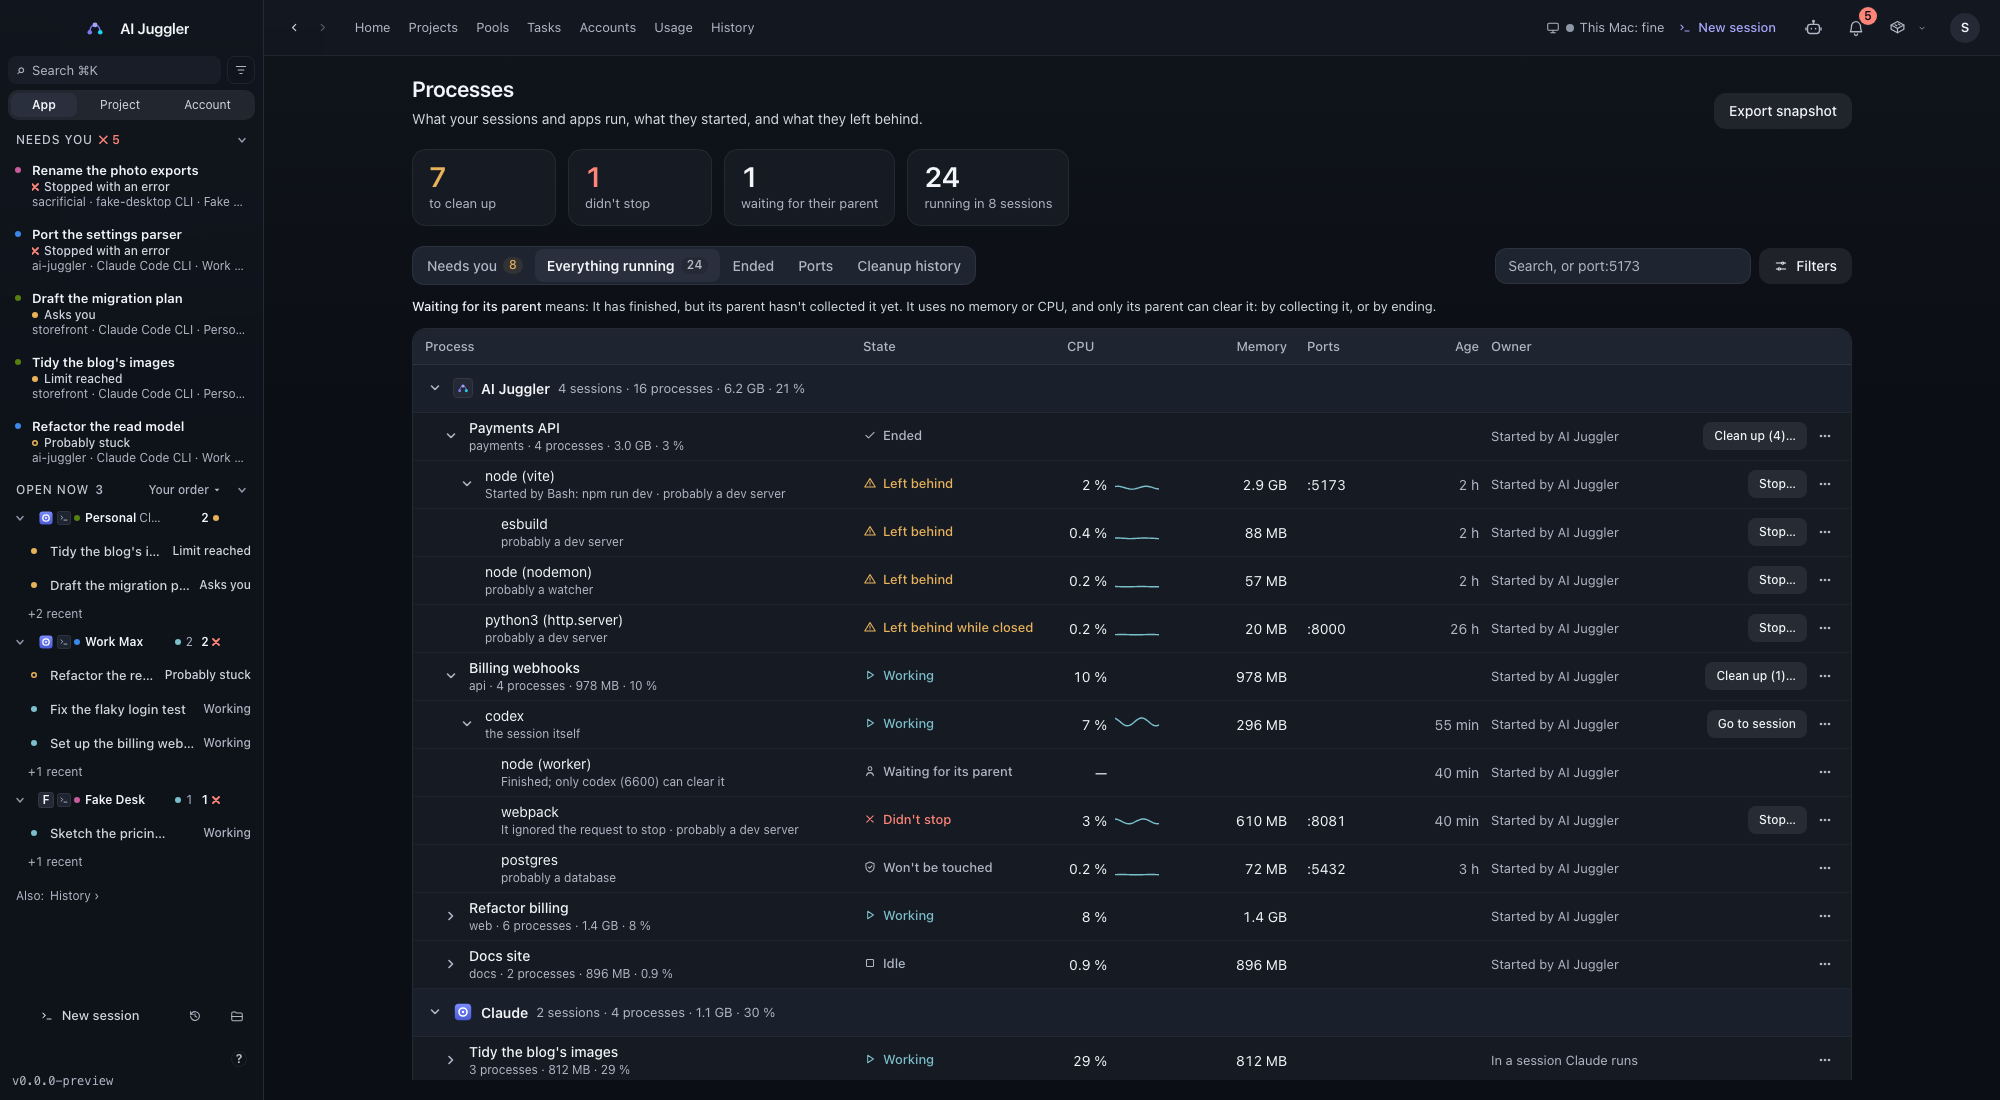 AI Juggler
Search ⌘K
App Project Account
NEEDS YOU 5
Rename the photo exports
Stopped with an error
sacrificial · fake-desktop CLI · Fake ...
Port the settings parser
Stopped with an error
ai-juggler · Claude Code CLI · Work ...
Draft the migration plan
Asks you
storefront · Claude Code CLI · Perso...
Tidy the blog's images
Limit reached
storefront · Claude Code CLI · Perso...
Refactor the read model
Probably stuck
ai-juggler · Claude Code CLI · Work ...
OPEN NOW 3 Your order
Personal Cl... 2
Tidy the blog's i... Limit reached
Draft the migration p... Asks you
+2 recent
Work Max 2 2
Refactor the re... Probably stuck
Fix the flaky login test Working
Set up the billing web... Working
+1 recent
F Fake Desk 1 1
Sketch the pricin... Working
+1 recent
Also: History ›
New session
?
v0.0.0-preview
Home Projects Pools Tasks Accounts Usage History
This Mac: fine New session 5 S
Processes
What your sessions and apps run, what they started, and what they left behind.
Export snapshot
7 to clean up
1 didn't stop
1 waiting for their parent
24 running in 8 sessions
Needs you 8 Everything running 24 Ended Ports Cleanup history
Search, or port:5173 Filters
Waiting for its parent means: It has finished, but its parent hasn't collected it yet. It uses no memory or CPU, and only its parent can clear it: by collecting it, or by ending.
Process State CPU Memory Ports Age Owner
AI Juggler 4 sessions · 16 processes · 6.2 GB · 21 %
Payments API Ended Started by AI Juggler Clean up (4)... ···
payments · 4 processes · 3.0 GB · 3 %
node (vite) Left behind 2 % 2.9 GB :5173 2 h Started by AI Juggler Stop... ···
Started by Bash: npm run dev · probably a dev server
esbuild Left behind 0.4 % 88 MB 2 h Started by AI Juggler Stop... ···
probably a dev server
node (nodemon) Left behind 0.2 % 57 MB 2 h Started by AI Juggler Stop... ···
probably a watcher
python3 (http.server) Left behind while closed 0.2 % 20 MB :8000 26 h Started by AI Juggler Stop... ···
probably a dev server
Billing webhooks Working 10 % 978 MB Started by AI Juggler Clean up (1)... ···
api · 4 processes · 978 MB · 10 %
codex Working 7 % 296 MB 55 min Started by AI Juggler Go to session ···
the session itself
node (worker) Waiting for its parent — 40 min Started by AI Juggler ···
Finished; only codex (6600) can clear it
webpack Didn't stop 3 % 610 MB :8081 40 min Started by AI Juggler Stop... ···
It ignored the request to stop · probably a dev server
postgres Won't be touched 0.2 % 72 MB :5432 3 h Started by AI Juggler ···
probably a database
Refactor billing Working 8 % 1.4 GB Started by AI Juggler ···
web · 6 processes · 1.4 GB · 8 %
Docs site Idle 0.9 % 896 MB Started by AI Juggler ···
docs · 2 processes · 896 MB · 0.9 %
Claude 2 sessions · 4 processes · 1.1 GB · 30 %
Tidy the blog's images Working 29 % 812 MB In a session Claude runs ···
3 processes · 812 MB · 29 %